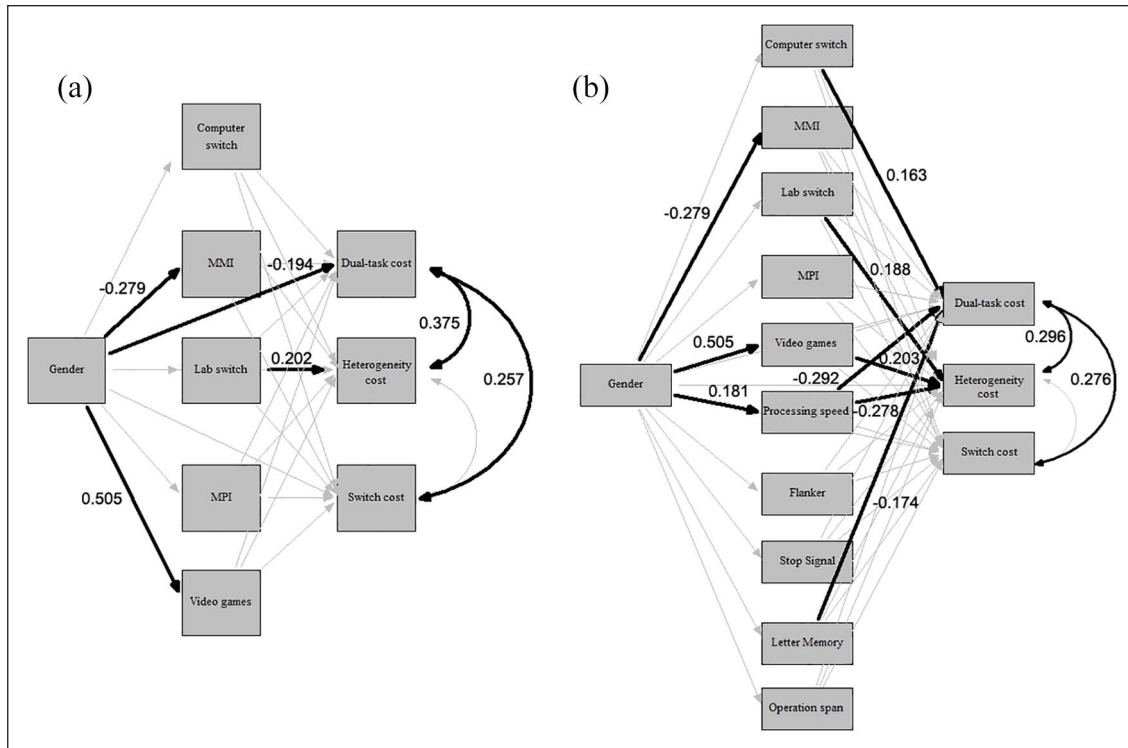 (a)
Computer
switch
MMI
-0.194
Dual-task cost
-0.279
0.375
Gender
Lab switch
0.202
Heterogeneity
cost
0.257
0.505
MPI
Switch cost
Video games
(b)
Computer switch
MMI
0.163
Lab switch
-0.279
0.188
MPI
Dual-task cost
0.505
Video games
0.203
0.296
Gender
-0.292
Heterogeneity
cost
0.276
0.181
Processing speed
-0.278
Switch cost
Flanker
-0.174
Stop Signal
Letter Memory
Operation span